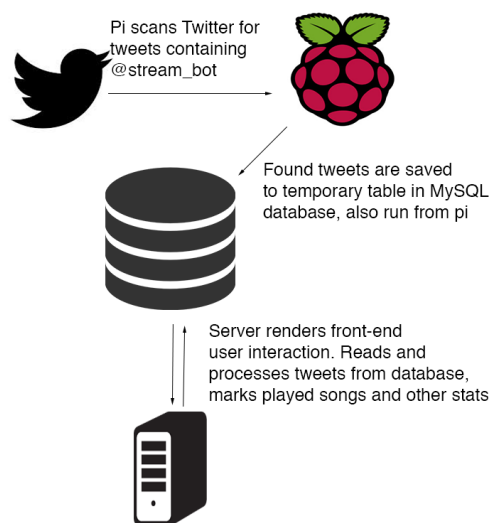 Pi scans Twitter for
tweets containing
@stream_bot
Found tweets are saved
to temporary table in MySQL
database, also run from pi
Server renders front-end
user interaction. Reads and
processes tweets from database,
marks played songs and other stats